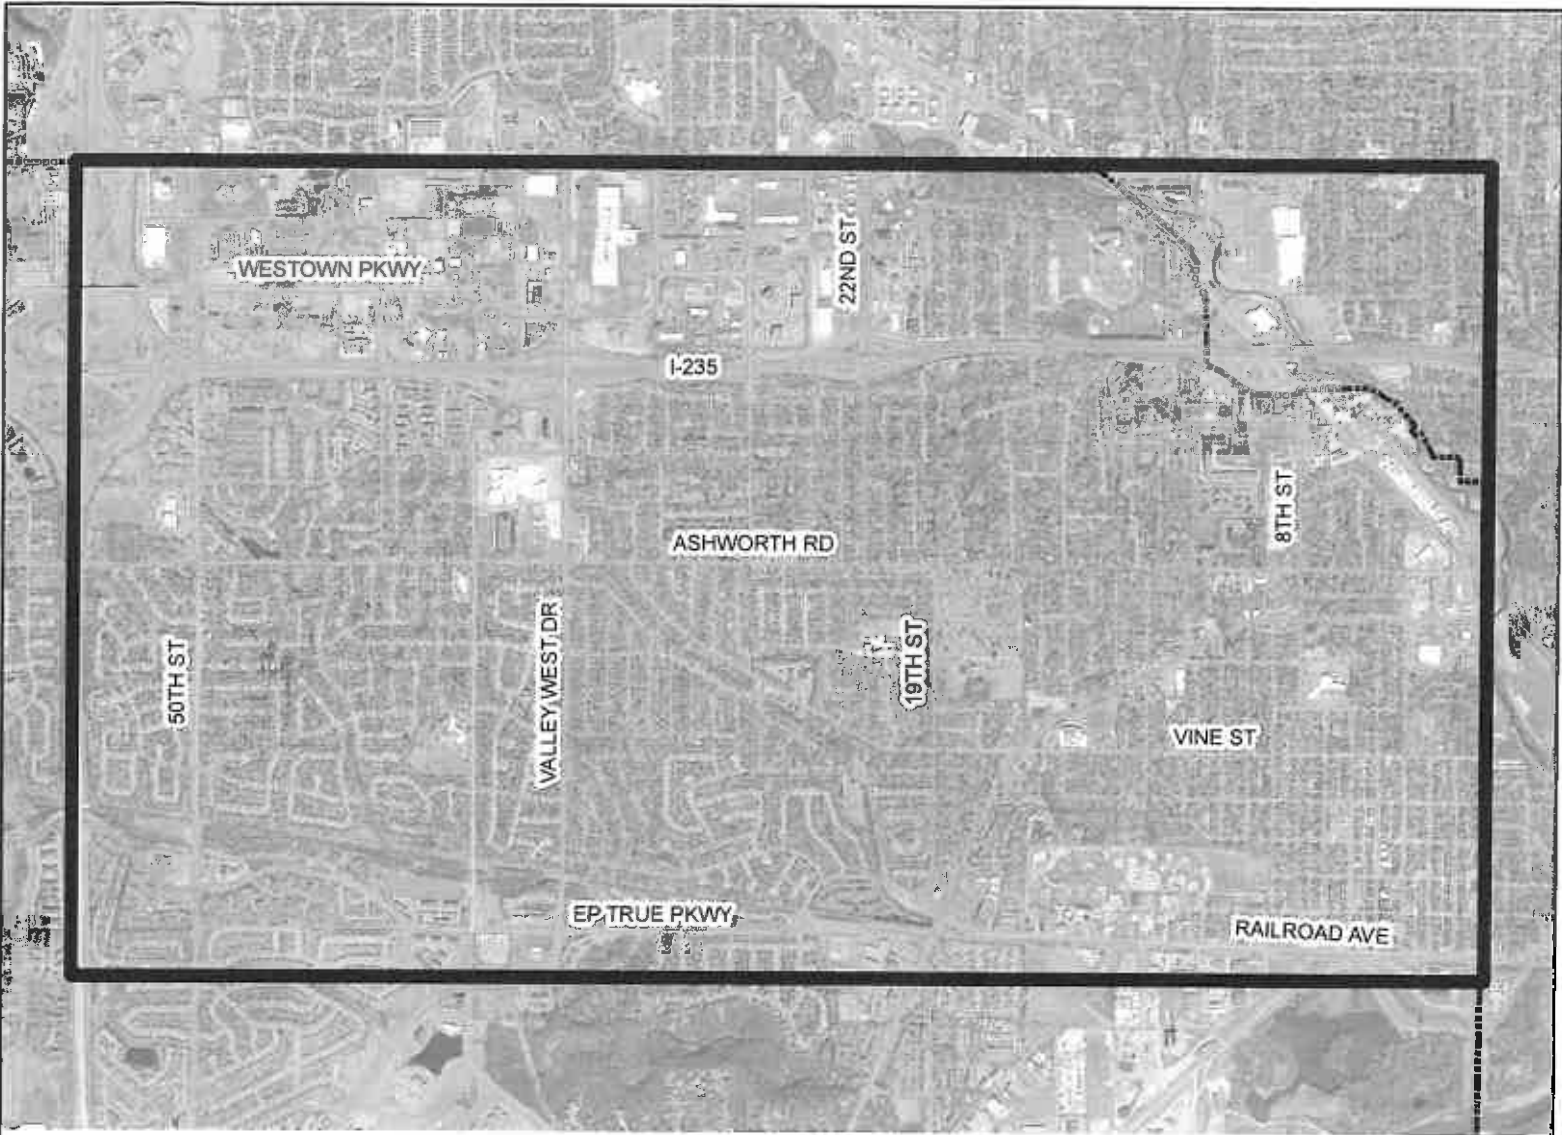 WESTOWN PKWY
22ND ST
I-235
8TH ST
ASHWORTH RD
50TH ST
VALLEY WEST DR
19TH ST
VINE ST
EP TRUE PKWY
RAILROAD AVE